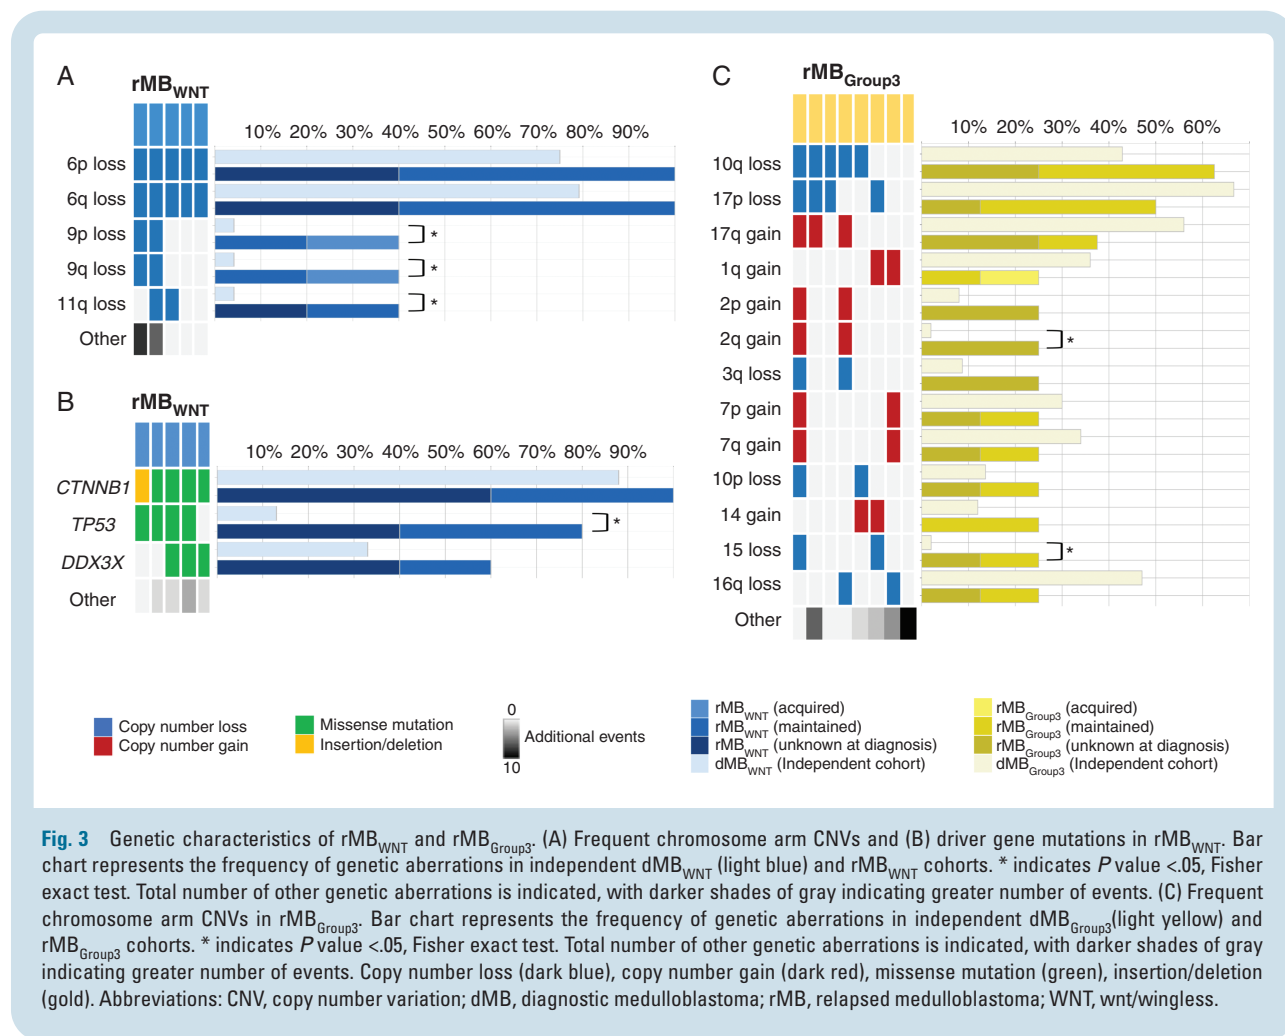 A
rMBWNT
10% 20% 30% 40% 50% 60% 70% 80% 90%
6p loss
6q loss
9p loss
*
9q loss
*
11q loss
*
Other
B
rMBWNT
10% 20% 30% 40% 50% 60% 70% 80% 90%
CTNNB1
TP53
*
DDX3X
Other
C
rMBGroup3
10% 20% 30% 40% 50% 60%
10q loss
17p loss
17q gain
1q gain
2p gain
2q gain
*
3q loss
7p gain
7q gain
10p loss
14 gain
15 loss
*
16q loss
Other
Copy number loss
Copy number gain
Missense mutation
Insertion/deletion
0
Additional events
10
rMBWNT (acquired)
rMBWNT (maintained)
rMBWNT (unknown at diagnosis)
dMBWNT (Independent cohort)
rMBGroup3 (acquired)
rMBGroup3 (maintained)
rMBGroup3 (unknown at diagnosis)
dMBGroup3 (Independent cohort)
Fig. 3 Genetic characteristics of rMBWNT and rMBGroup3. (A) Frequent chromosome arm CNVs and (B) driver gene mutations in rMBWNT. Bar
chart represents the frequency of genetic aberrations in independent dMBWNT (light blue) and rMBWNT cohorts. * indicates P value <.05, Fisher
exact test. Total number of other genetic aberrations is indicated, with darker shades of gray indicating greater number of events. (C) Frequent
chromosome arm CNVs in rMBGroup3. Bar chart represents the frequency of genetic aberrations in independent dMBGroup3(light yellow) and
rMBGroup3 cohorts. * indicates P value <.05, Fisher exact test. Total number of other genetic aberrations is indicated, with darker shades of gray
indicating greater number of events. Copy number loss (dark blue), copy number gain (dark red), missense mutation (green), insertion/deletion
(gold). Abbreviations: CNV, copy number variation; dMB, diagnostic medulloblastoma; rMB, relapsed medulloblastoma; WNT, wnt/wingless.